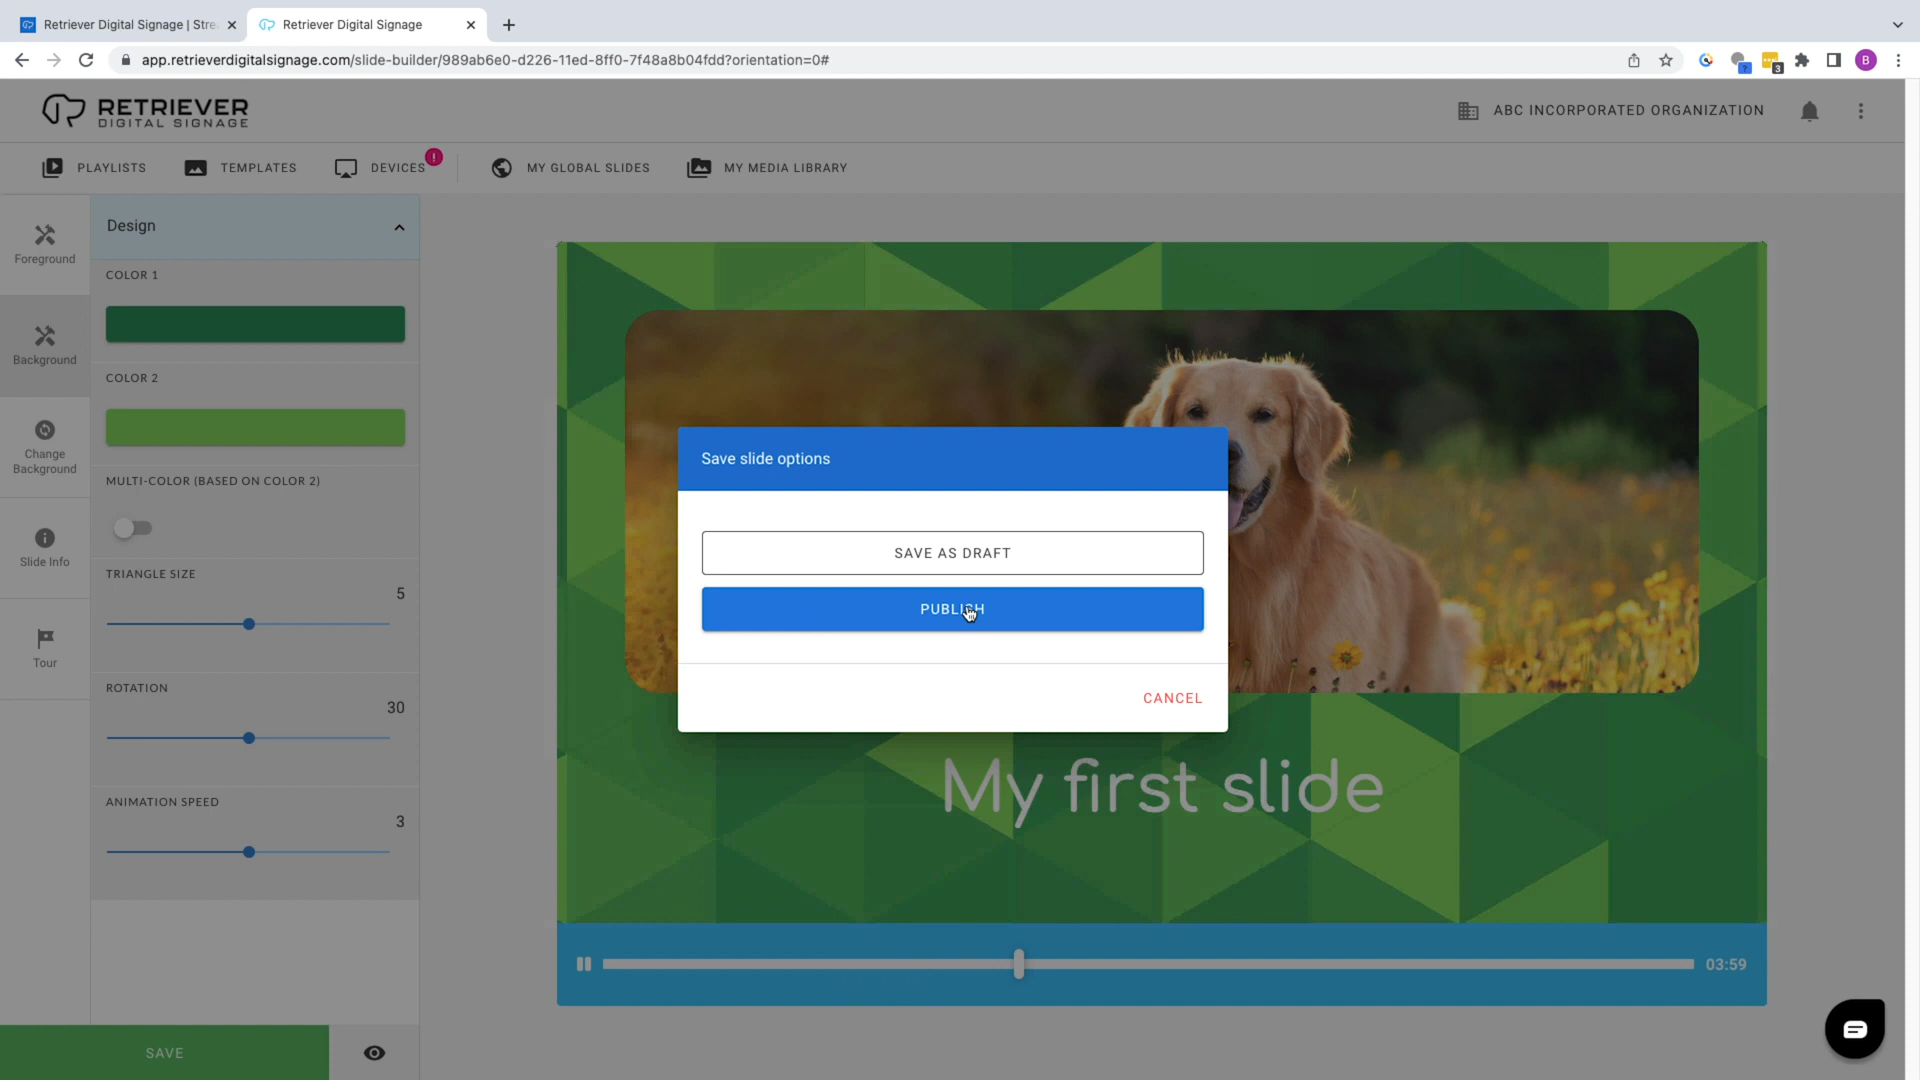 Retriever Digital Signage | Stre
Retriever Digital Signage
app.retrieverdigitalsignage.com/slide-builder/989ab6e0-d226-11ed-8ff0-7f48a8b04fdd?orientation=0#
?
3
B
RETRIEVER
DIGITAL SIGNAGE
ABC INCORPORATED ORGANIZATION
PLAYLISTS
TEMPLATES
DEVICES
!
MY GLOBAL SLIDES
MY MEDIA LIBRARY
Foreground
Background
Change
Background
Slide Info
Tour
Design
COLOR 1
COLOR 2
MULTI-COLOR (BASED ON COLOR 2)
TRIANGLE SIZE
5
ROTATION
30
ANIMATION SPEED
3
SAVE
Save slide options
SAVE AS DRAFT
PUBLISH
CANCEL
My first slide
03:59